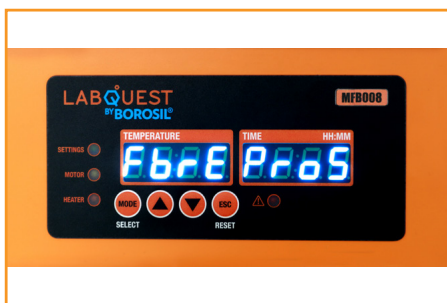 LABQUEST
BY BOROSIL®
MFB008
TEMPERATURE
TIME HH:MM
FbrE
ProS
SETTINGS
MOTOR
HEATER
MODE
ESC
SELECT
RESET